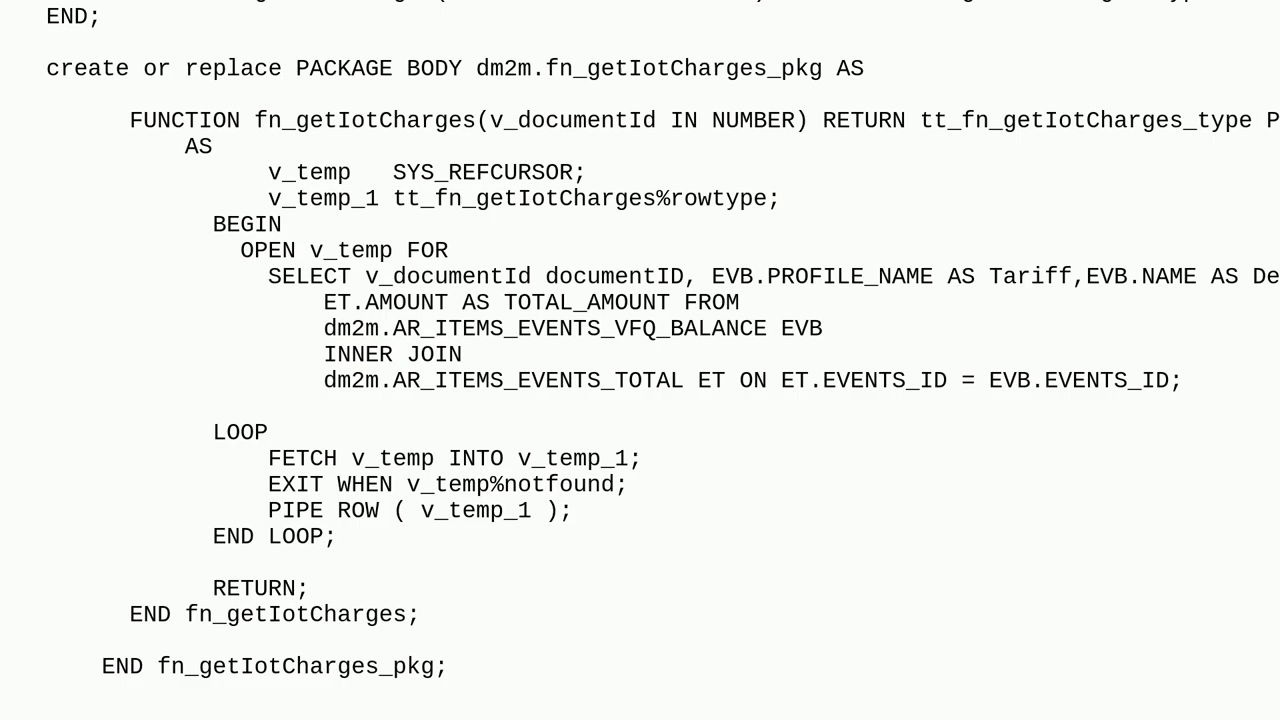 END;
create or replace PACKAGE BODY dm2m.fn_getIotCharges_pkg AS
FUNCTION fn_getIotCharges(v_documentId IN NUMBER) RETURN tt_fn_getIotCharges_type P
AS
v_temp   SYS_REFCURSOR;
v_temp_1 tt_fn_getIotCharges%rowtype;
BEGIN
OPEN v_temp FOR
SELECT v_documentId documentID, EVB.PROFILE_NAME AS Tariff,EVB.NAME AS De
ET.AMOUNT AS TOTAL_AMOUNT FROM
dm2m.AR_ITEMS_EVENTS_VFQ_BALANCE EVB
INNER JOIN
dm2m.AR_ITEMS_EVENTS_TOTAL ET ON ET.EVENTS_ID = EVB.EVENTS_ID;
LOOP
FETCH v_temp INTO v_temp_1;
EXIT WHEN v_temp%notfound;
PIPE ROW ( v_temp_1 );
END LOOP;
RETURN;
END fn_getIotCharges;
END fn_getIotCharges_pkg;